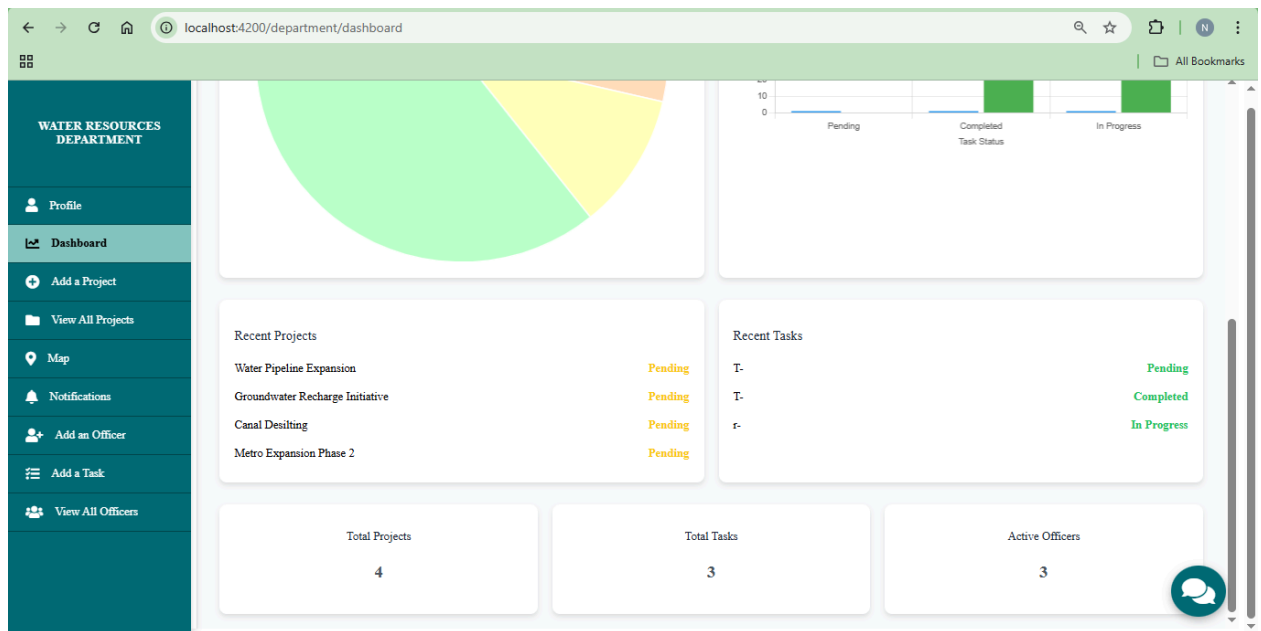 localhost:4200/department/dashboard
N
All Bookmarks
WATER RESOURCES
DEPARTMENT
Profile
Dashboard
Add a Project
View All Projects
Map
Notifications
Add an Officer
Add a Task
View All Officers
10
0
Pending
Completed
In Progress
Task Status
Recent Projects
Water Pipeline Expansion Pending
Groundwater Recharge Initiative Pending
Canal Desilting Pending
Metro Expansion Phase 2 Pending
Recent Tasks
T- Pending
T- Completed
r- In Progress
Total Projects
4
Total Tasks
3
Active Officers
3